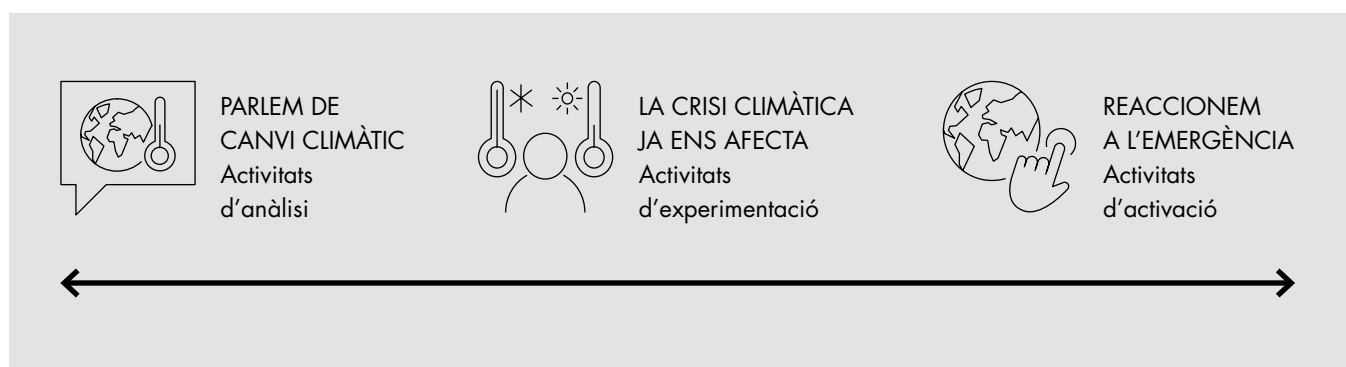 PARLEM DE
CANVI CLIMÀTIC
Activitats
d’anàlisi
LA CRISI CLIMÀTICA
JA ENS AFECTA
Activitats
d’experimentació
REACCIONEM
A L’EMERGÈNCIA
Activitats
d’activació